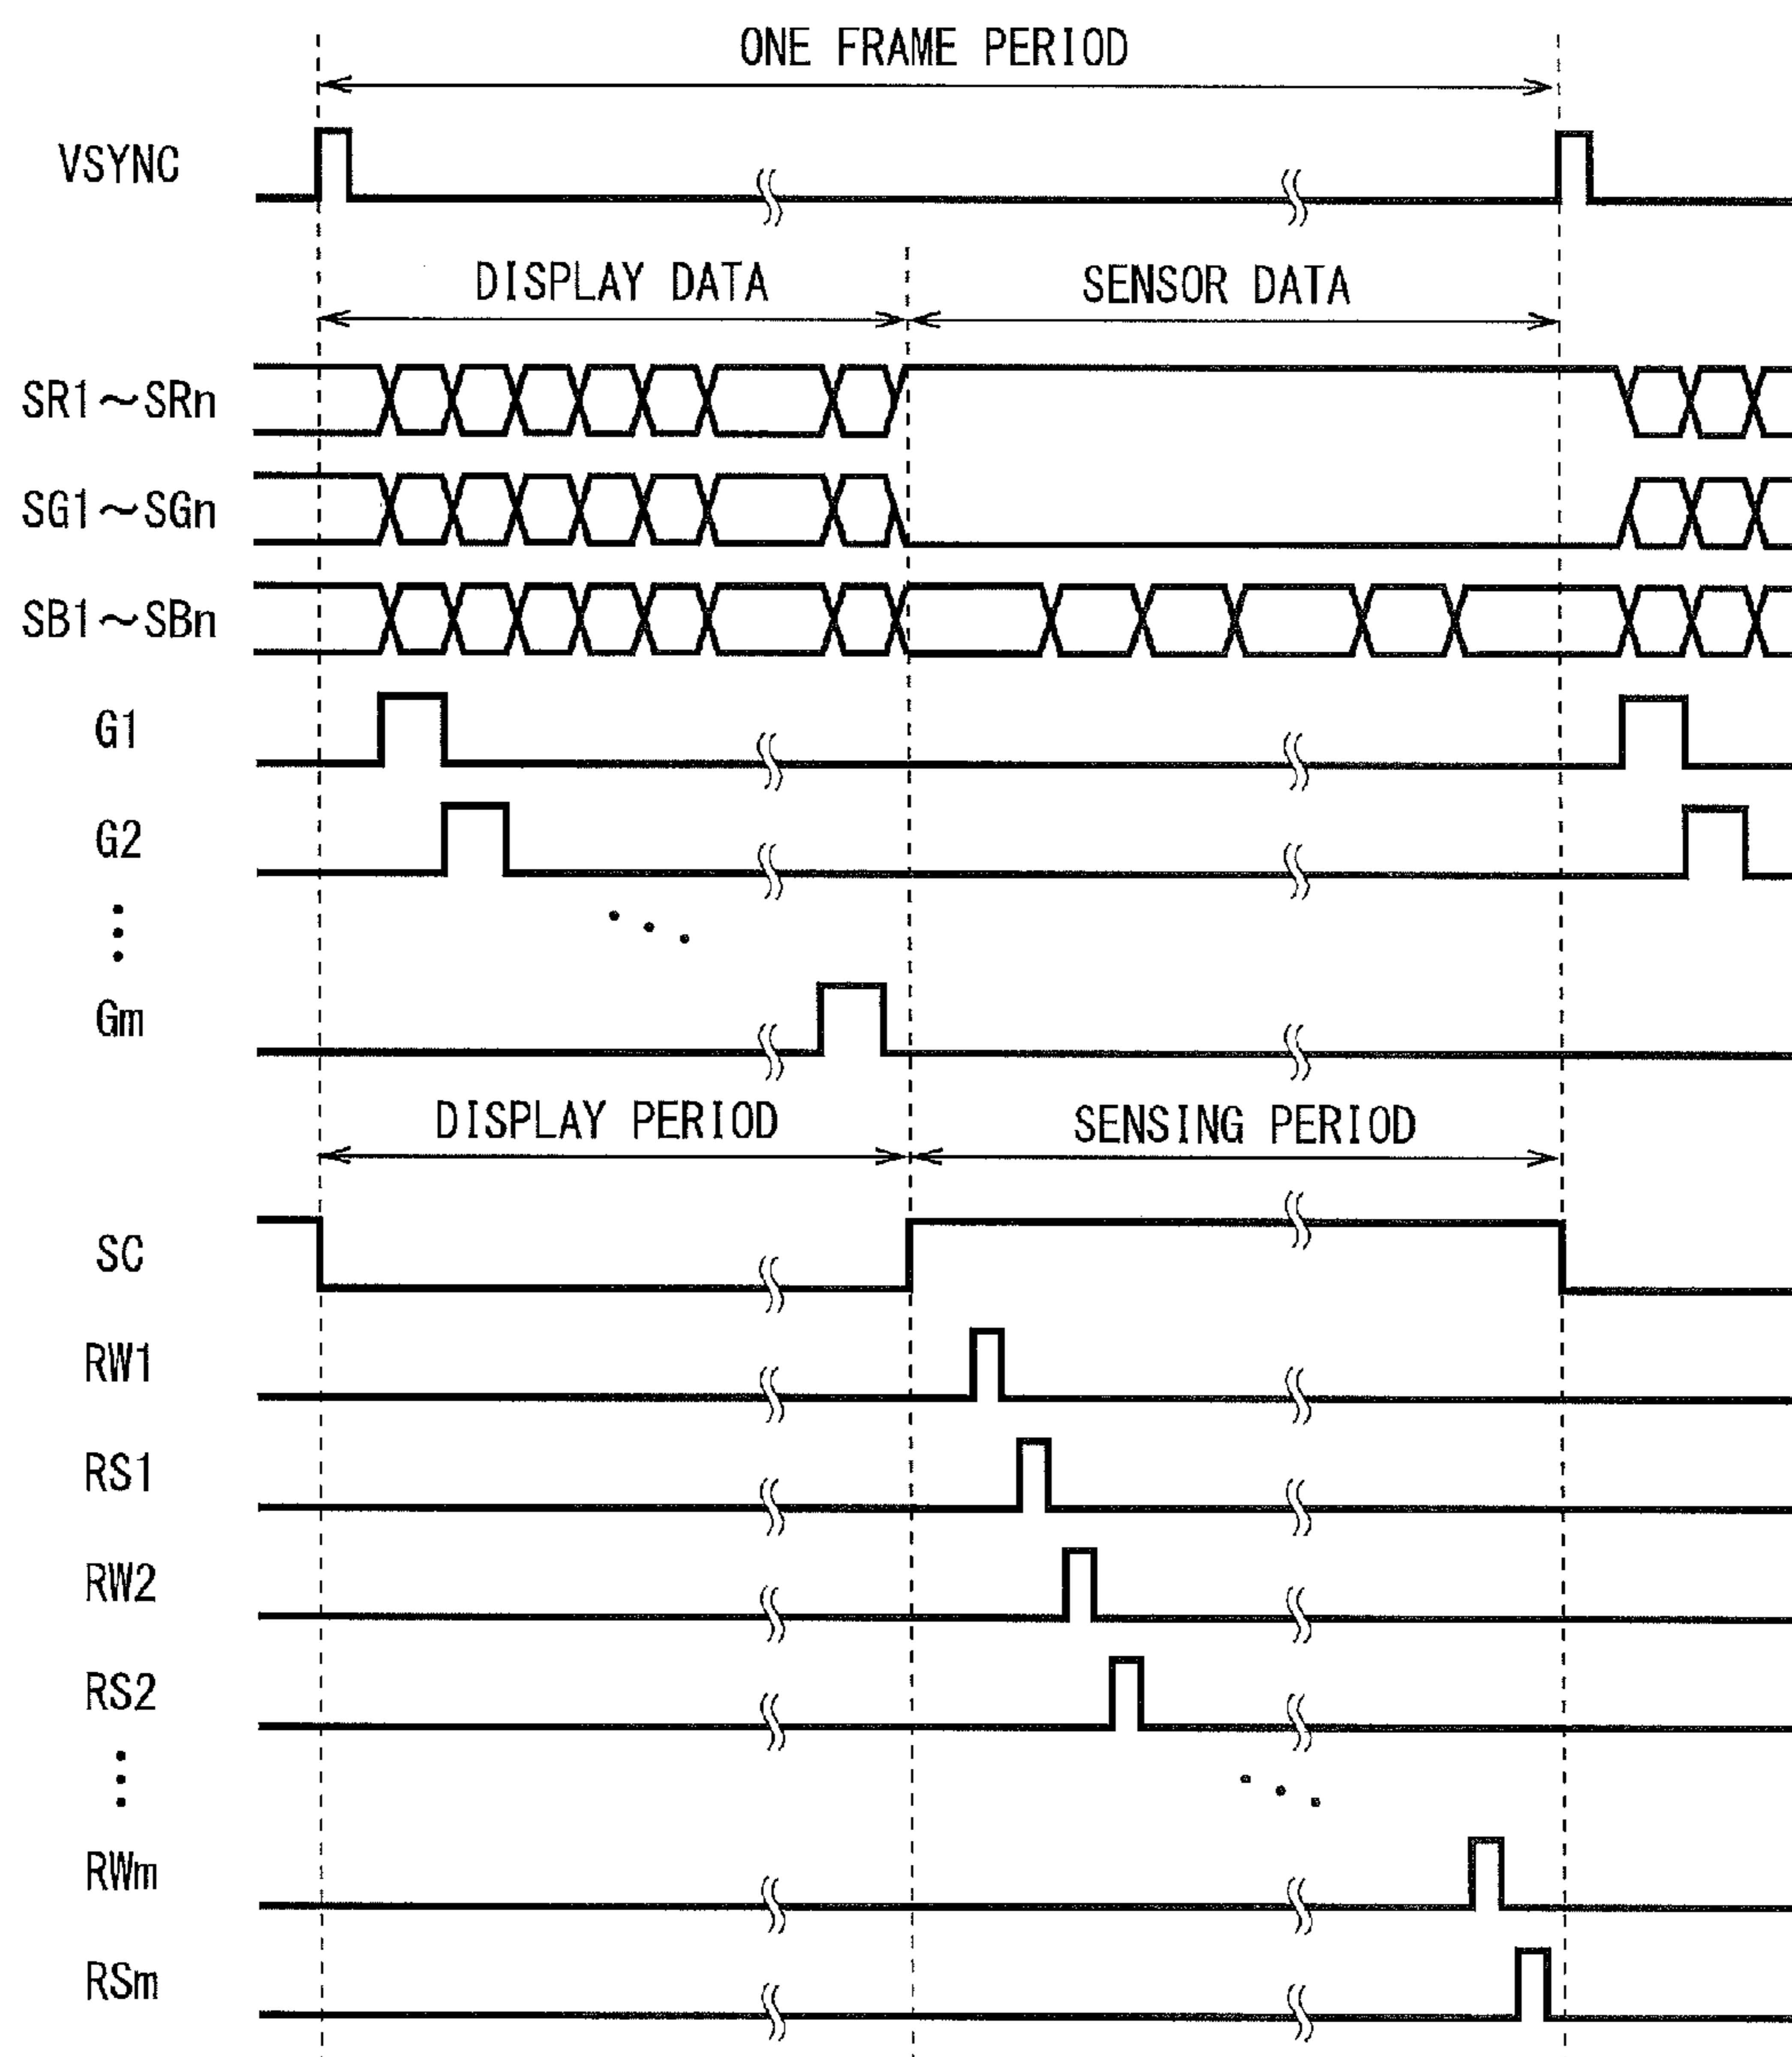 ONE FRAME PERIOD
VSYNC
DISPLAY DATA SENSOR DATA
SR1~SRn
SG1~SGn
SB1~SBn
G1
G2
Gm
DISPLAY PERIOD SENSING PERIOD
SC
RW1
RS1
RW2
RS2
RWm
RSm